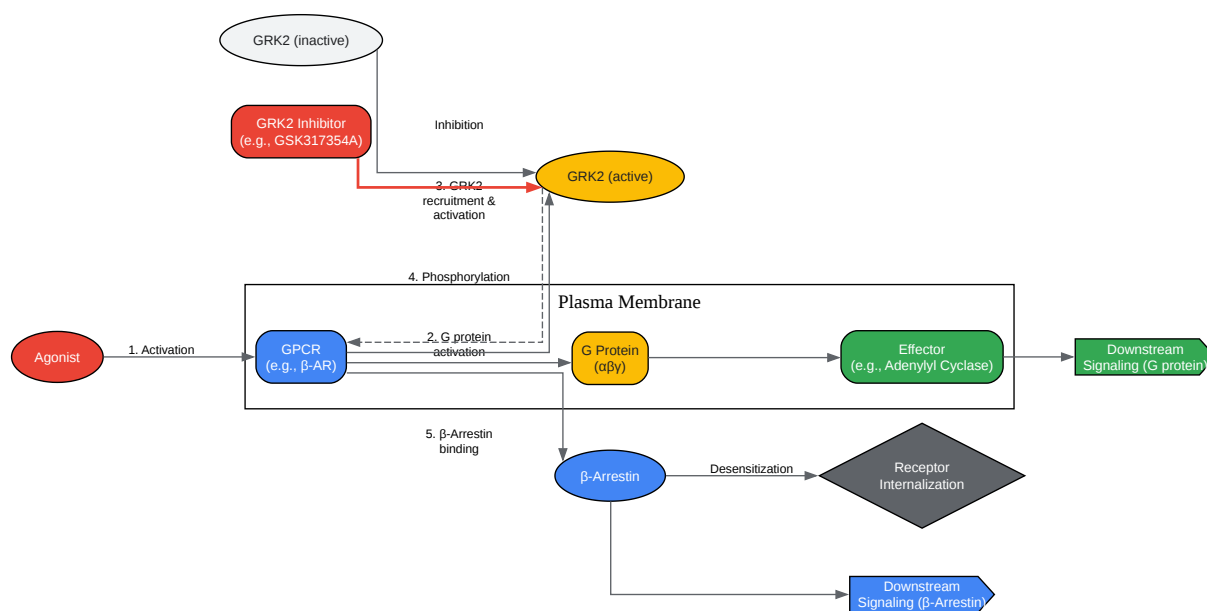 GRK2 (inactive)
GRK2 Inhibitor
(e.g., GSK317354A)
Inhibition
GRK2 (active)
3. GRK2
recruitment &
activation
4. Phosphorylation
Plasma Membrane
Agonist
1. Activation
GPCR
(e.g., β-AR)
2. G protein
activation
G Protein
(αβγ)
Effector
(e.g., Adenylyl Cyclase)
Downstream
Signaling (G protein)
5. β-Arrestin
binding
β-Arrestin
Desensitization
Receptor
Internalization
Downstream
Signaling (β-Arrestin)